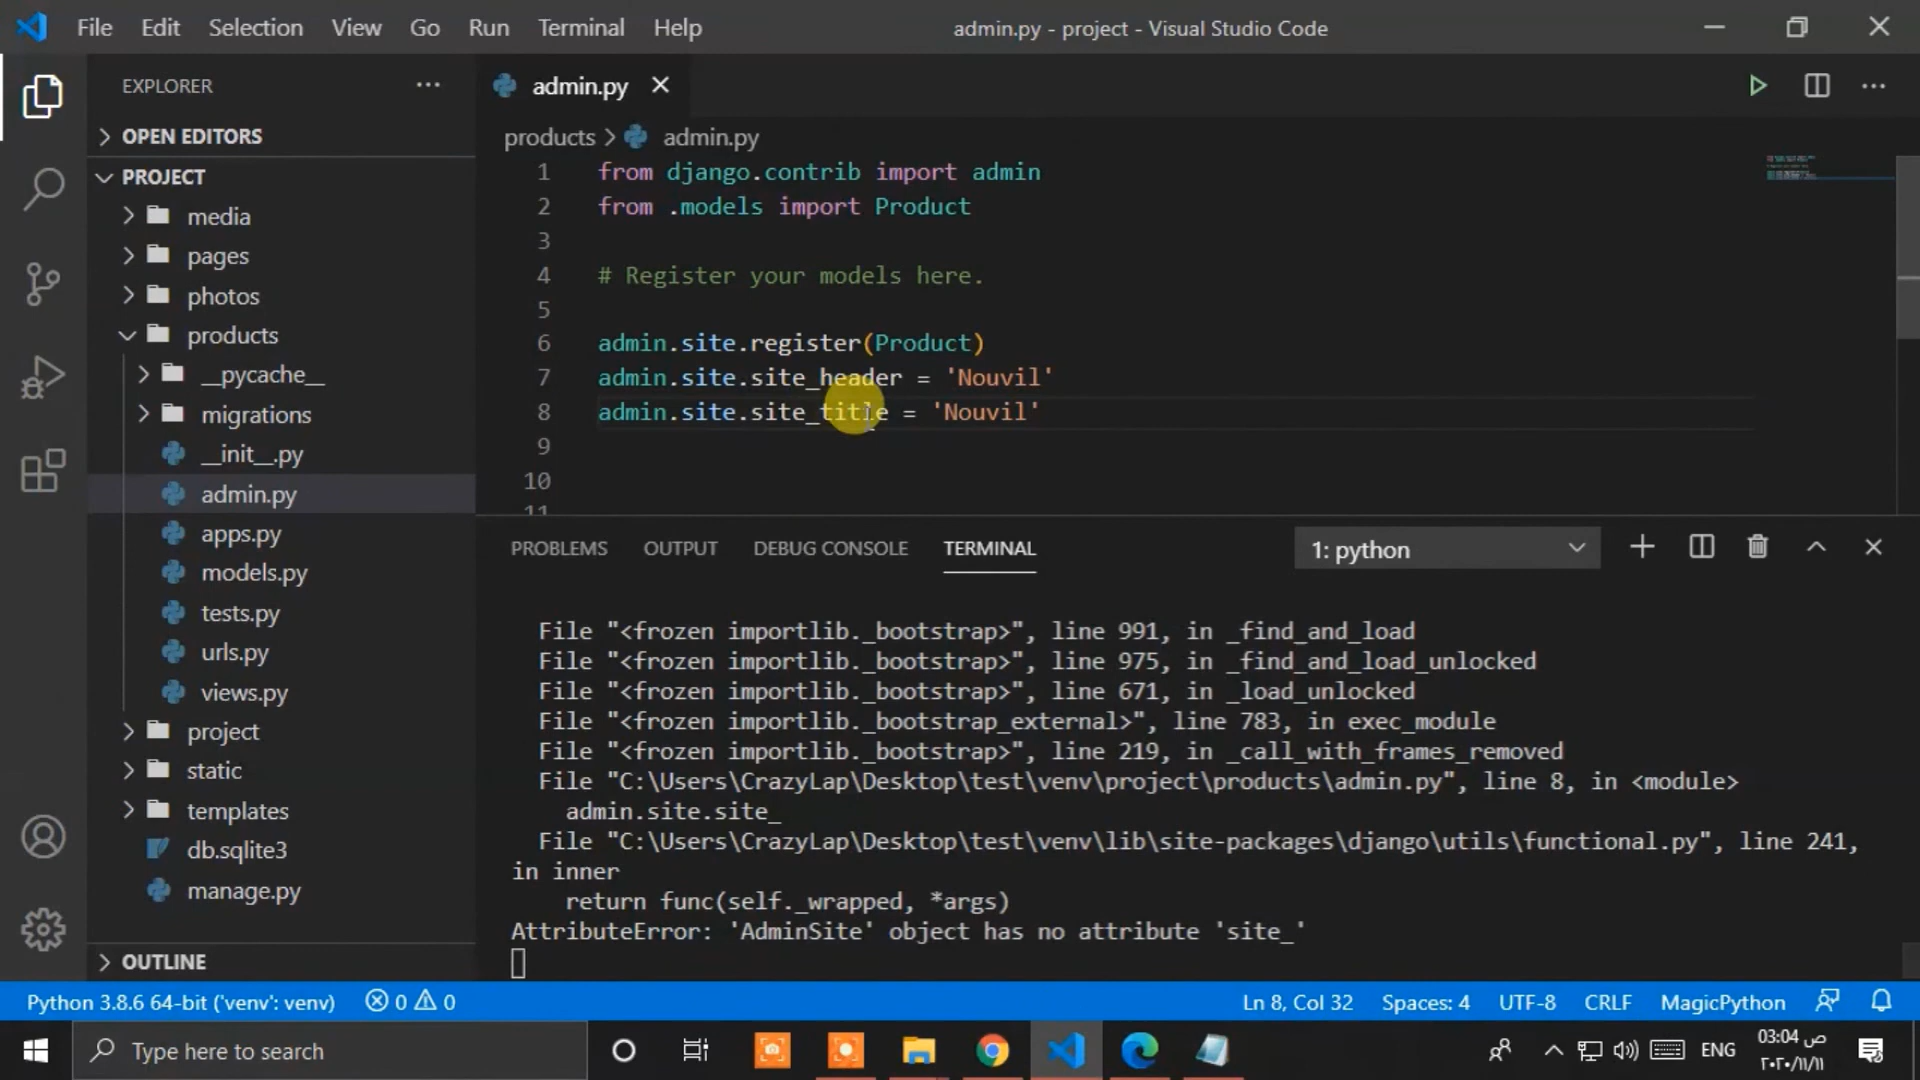 File Edit Selection View Go Run Terminal Help
admin.py - project - Visual Studio Code
EXPLORER
OPEN EDITORS
PROJECT
media
pages
photos
products
__pycache__
migrations
__init__.py
admin.py
apps.py
models.py
tests.py
urls.py
views.py
project
static
templates
db.sqlite3
manage.py
OUTLINE
admin.py
products > admin.py
1 from django.contrib import admin
2 from .models import Product
3
4 # Register your models here.
5
6 admin.site.register(Product)
7 admin.site.site_header = 'Nouvil'
8 admin.site.site_title = 'Nouvil'
9
10
11
PROBLEMS OUTPUT DEBUG CONSOLE TERMINAL
1: python
File "<frozen importlib._bootstrap>", line 991, in _find_and_load
File "<frozen importlib._bootstrap>", line 975, in _find_and_load_unlocked
File "<frozen importlib._bootstrap>", line 671, in _load_unlocked
File "<frozen importlib._bootstrap_external>", line 783, in exec_module
File "<frozen importlib._bootstrap>", line 219, in _call_with_frames_removed
File "C:\Users\CrazyLap\Desktop\test\venv\project\products\admin.py", line 8, in <module>
admin.site.site_
File "C:\Users\CrazyLap\Desktop\test\venv\lib\site-packages\django\utils\functional.py", line 241,
in inner
return func(self._wrapped, *args)
AttributeError: 'AdminSite' object has no attribute 'site_'
Python 3.8.6 64-bit ('venv': venv) 0 0
Ln 8, Col 32 Spaces: 4 UTF-8 CRLF MagicPython
Type here to search
ENG
03:04 ص
٢٠٢٠/١١/١١